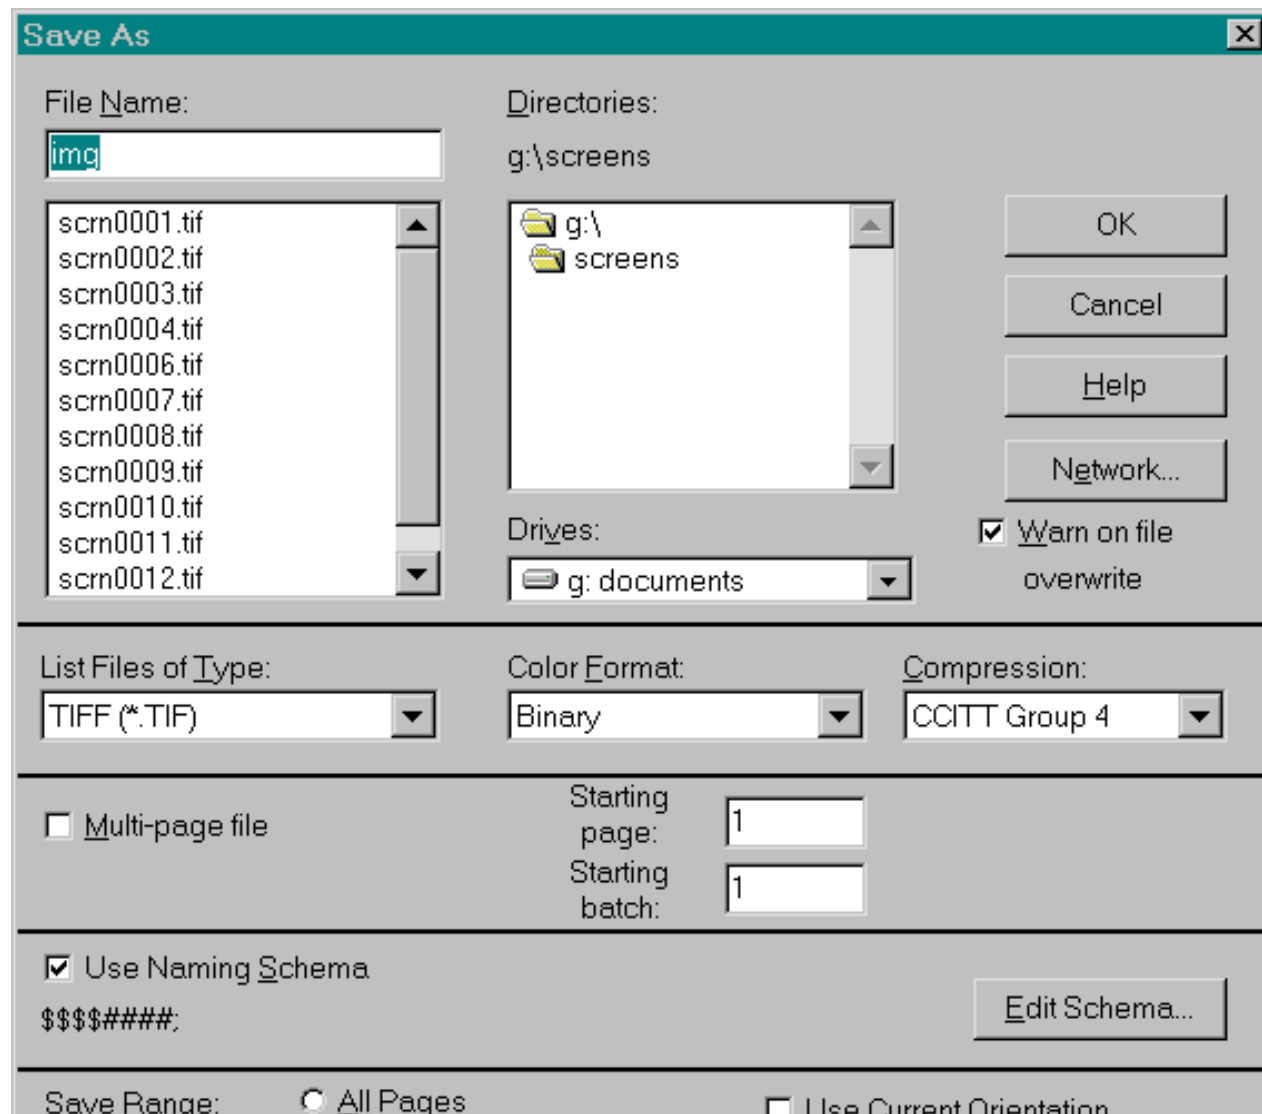 Save As
File Name:
Directories:
img
g:\screens
scrn0001.tif
scrn0002.tif
scrn0003.tif
scrn0004.tif
scrn0006.tif
scrn0007.tif
scrn0008.tif
scrn0009.tif
scrn0010.tif
scrn0011.tif
scrn0012.tif
g:\
screens
OK
Cancel
Help
Network...
Warn on file
overwrite
Drives:
g: documents
List Files of Type:
Color Format:
Compression:
TIFF (*.TIF)
Binary
CCITT Group 4
Multi-page file
Starting
page:
1
Starting
batch:
1
Use Naming Schema
$$$$####;
Edit Schema...
Save Range:
All Pages
Use Current Orientation